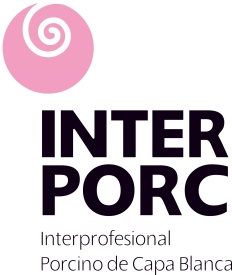 INTER
PORC
Interprofesional
Porcino de Capa Blanca